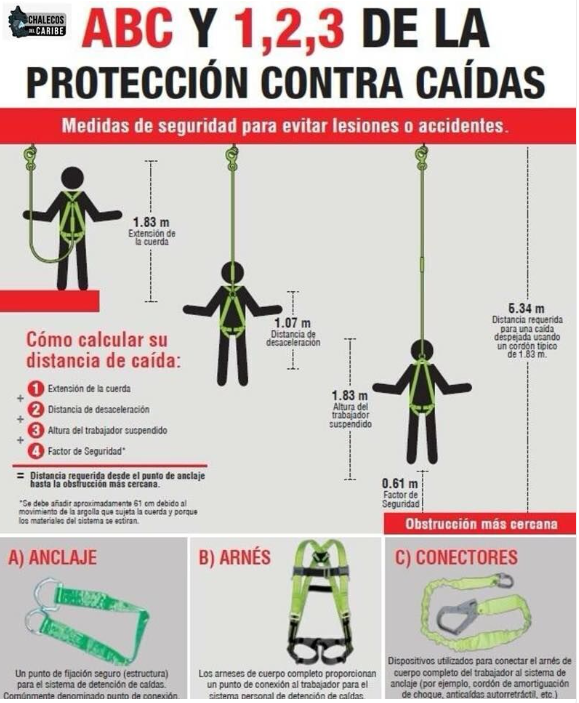 CHALECOS
DEL CARIBE
ABC Y 1,2,3 DE LA
PROTECCIÓN CONTRA CAÍDAS
Medidas de seguridad para evitar lesiones o accidentes.
1.83 m
Extensión de
la cuerda
1.07 m
Distancia de
desaceleración
1.83 m
Altura del
trabajador
suspendido
0.61 m
Factor de
Seguridad
6.34 m
Distancia requerida
para una caída
despejada usando
un cordón típico
de 1.83 m.
Obstrucción más cercana
Cómo calcular su
distancia de caída:
1 Extensión de la cuerda
+
2 Distancia de desaceleración
+
3 Altura del trabajador suspendido
+
4 Factor de Seguridad*
= Distancia requerida desde el punto de anclaje
hasta la obstrucción más cercana.
*Se debe añadir aproximadamente 61 cm debido al
movimiento de la argolla que sujeta la cuerda y porque
los materiales del sistema se estiran.
A) ANCLAJE
Un punto de fijación seguro (estructura)
para el sistema de detención de caídas.
Comúnmente denominado punto de conexión
B) ARNÉS
Los arneses de cuerpo completo proporcionan
un punto de conexión al trabajador para el
sistema personal de detención de caídas.
C) CONECTORES
Dispositivos utilizados para conectar el arnés de
cuerpo completo del trabajador al sistema de
anclaje (por ejemplo, cordón de amortiguación
de choque, anticaídas autorretráctil, etc.)